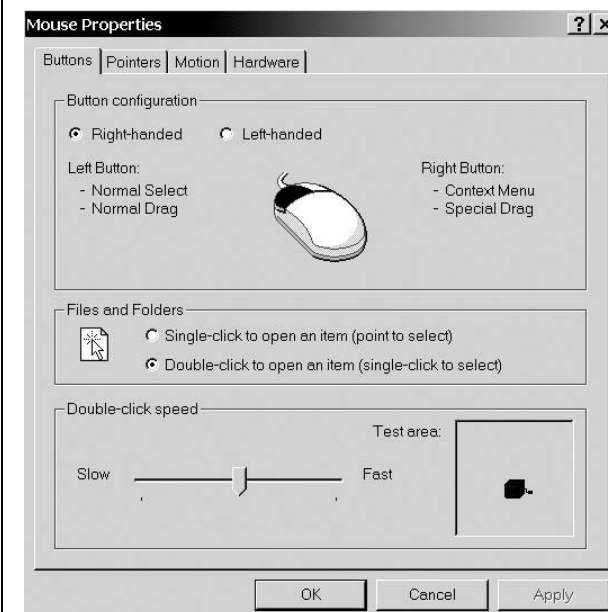 Mouse Properties
? ×
Buttons Pointers Motion Hardware
Button configuration
Right-handed Left-handed
Left Button:
- Normal Select
- Normal Drag
Right Button:
- Context Menu
- Special Drag
Files and Folders
Single-click to open an item (point to select)
Double-click to open an item (single-click to select)
Double-click speed
Test area:
Slow Fast
OK Cancel Apply